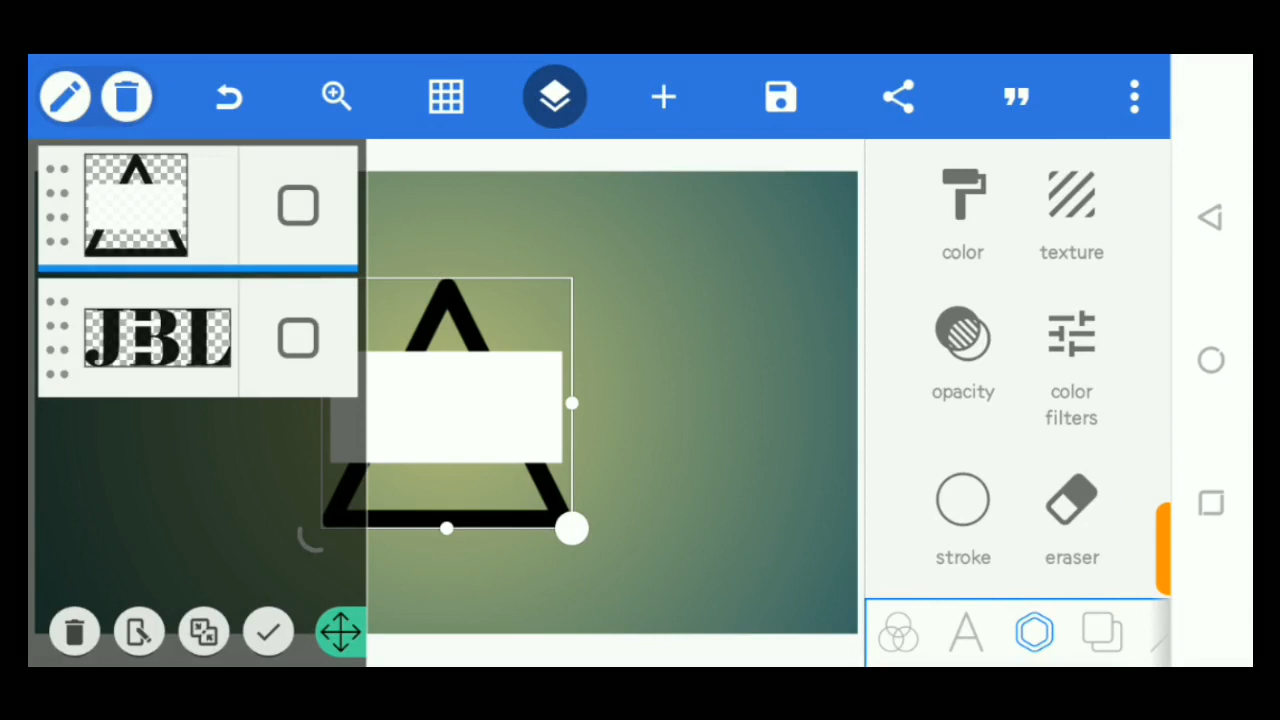 JBL
color
texture
opacity
color
filters
stroke
eraser